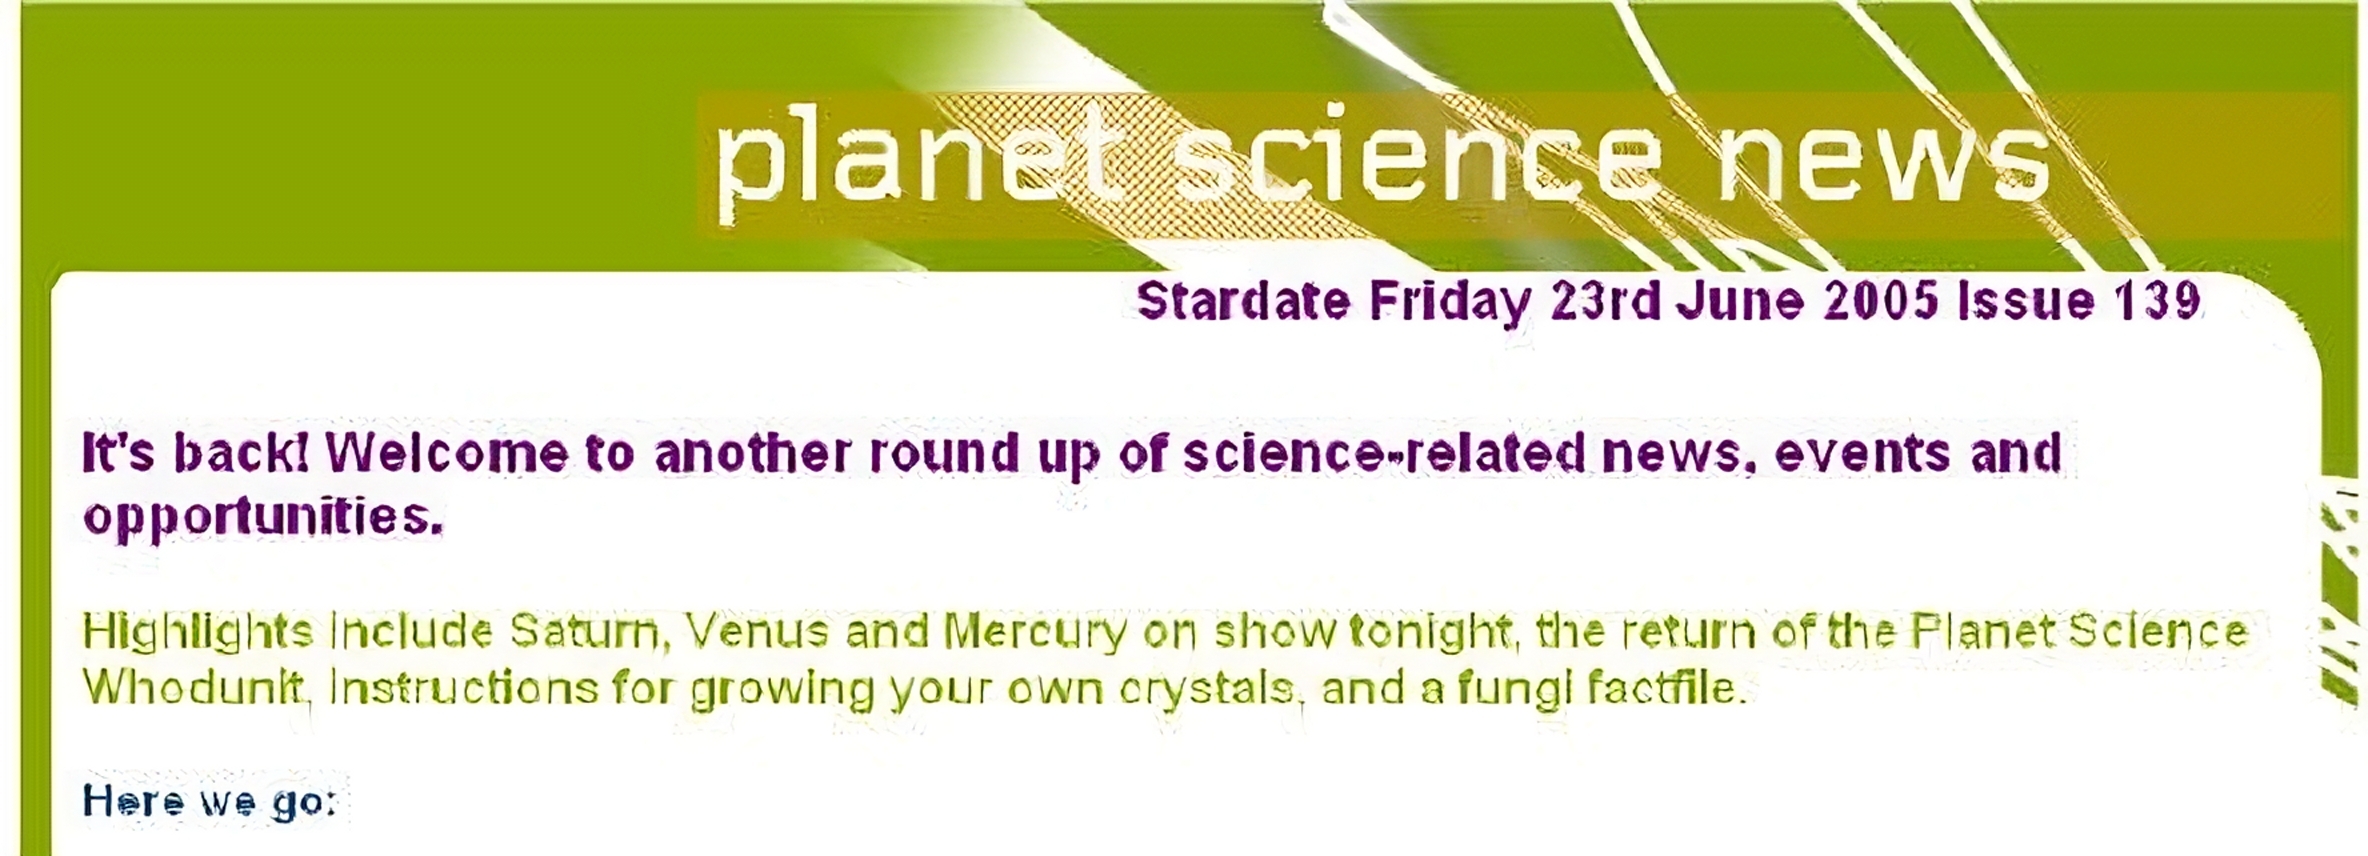 planet science news
Stardate Friday 23rd June 2005 Issue 139
It's back! Welcome to another round up of science-related news, events and
opportunities.
Highlights include Saturn, Venus and Mercury on show tonight, the return of the Planet Science
Whodunit, instructions for growing your own crystals, and a fungi factfile.
Here we go: